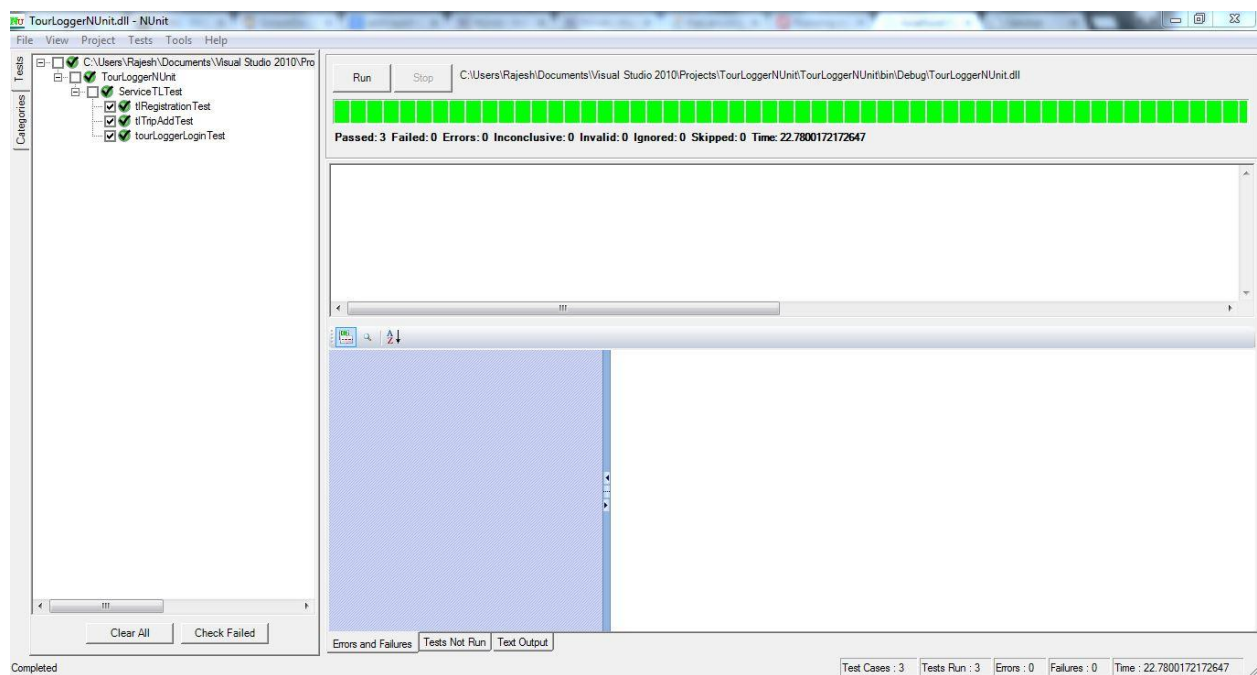 TourLoggerNUnit.dll - NUnit
File View Project Tests Tools Help
Tests
Categories
C:\Users\Rajesh\Documents\Visual Studio 2010\Pro
TourLoggerNUnit
ServiceTLTest
tlRegistrationTest
tlTripAddTest
tourLoggerLoginTest
Clear All Check Failed
Run Stop C:\Users\Rajesh\Documents\Visual Studio 2010\Projects\TourLoggerNUnit\TourLoggerNUnit\bin\Debug\TourLoggerNUnit.dll
Passed: 3 Failed: 0 Errors: 0 Inconclusive: 0 Invalid: 0 Ignored: 0 Skipped: 0 Time: 22.7800172172647
Errors and Failures Tests Not Run Text Output
Completed Test Cases : 3 Tests Run : 3 Errors : 0 Failures : 0 Time : 22.7800172172647